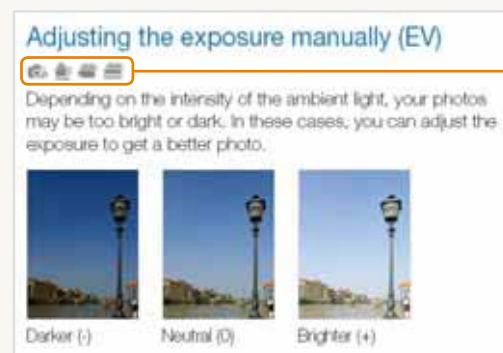 Adjusting the exposure manually (EV)
Depending on the intensity of the ambient light, your photos
may be too bright or dark. In these cases, you can adjust the
exposure to get a better photo.
Darker (-) Neutral (0) Brighter (+)